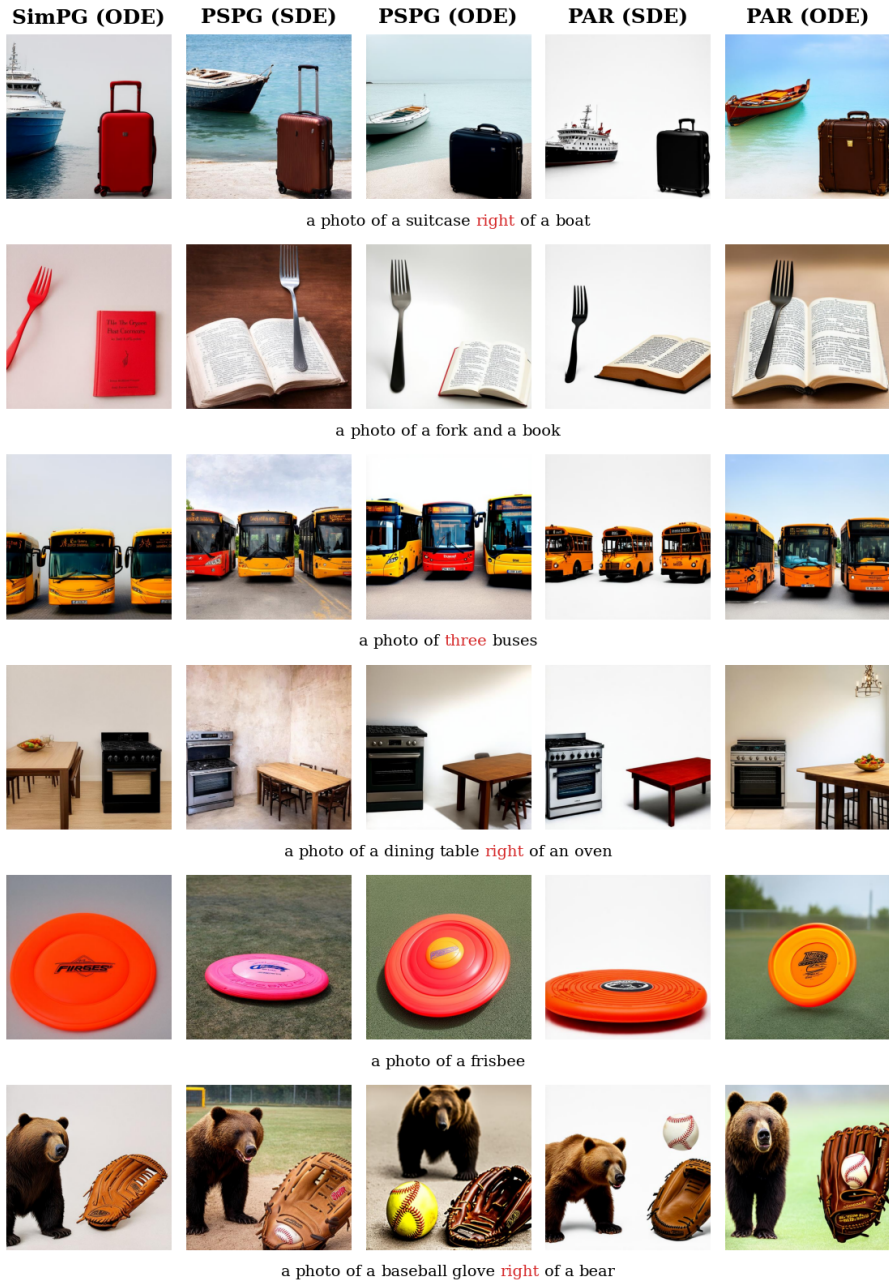 SimPG (ODE) PSPG (SDE) PSPG (ODE) PAR (SDE) PAR (ODE)
a photo of a suitcase right of a boat
a photo of a fork and a book
a photo of three buses
a photo of a dining table right of an oven
a photo of a frisbee
a photo of a baseball glove right of a bear